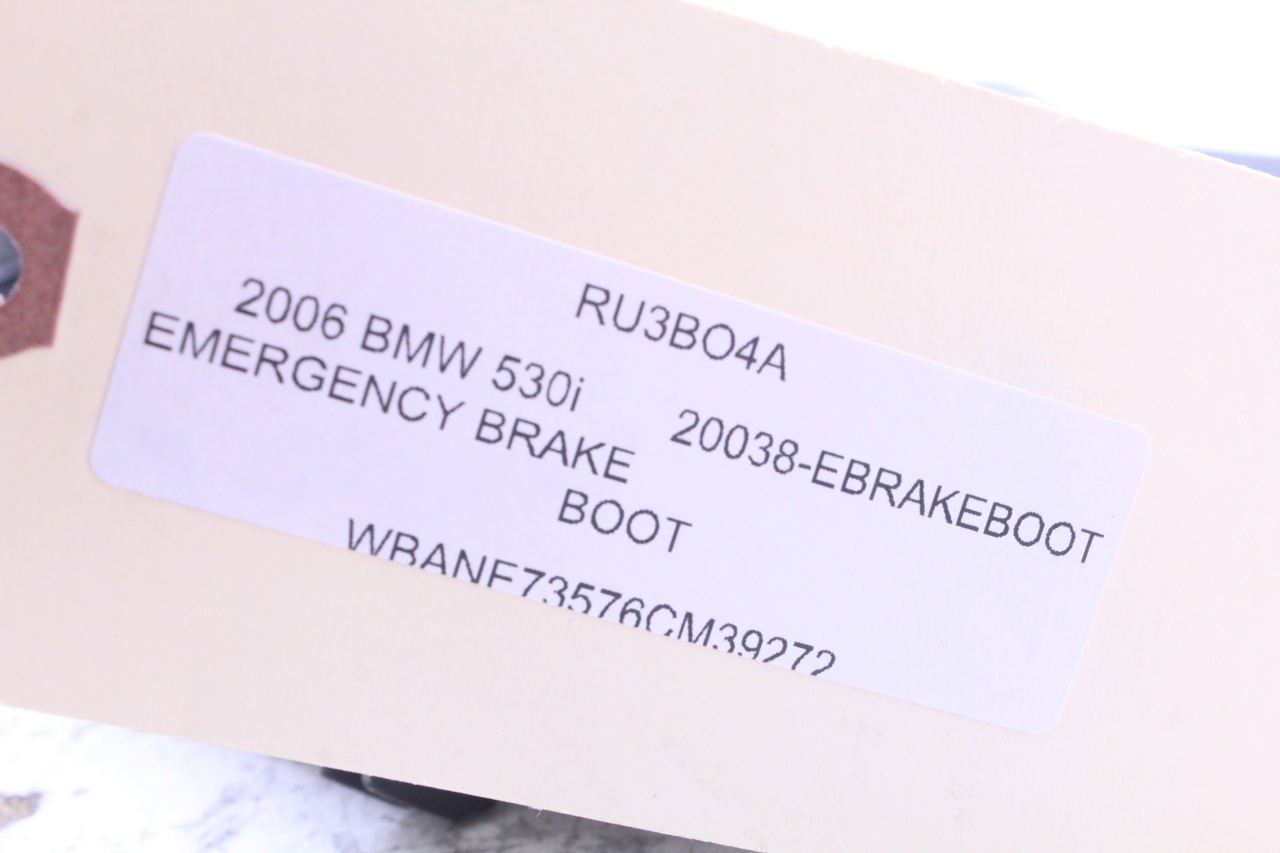 RU3BO4A
2006 BMW 530i
EMERGENCY BRAKE
BOOT
20038-EBRAKEBOOT
WBANE73576CM39272